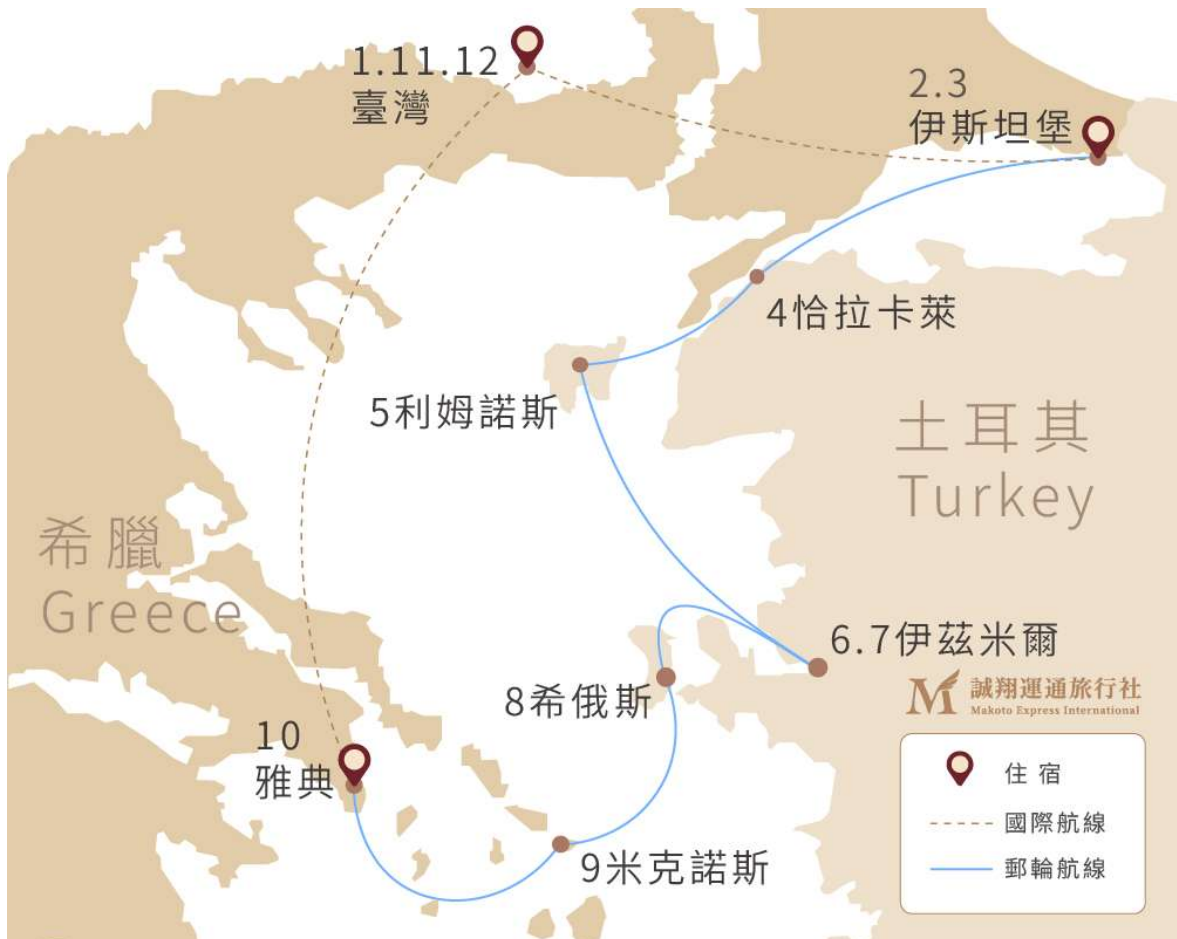 1.11.12
臺灣
2.3
伊斯坦堡
4恰拉卡萊
5利姆諾斯
土耳其
Turkey
希臘
Greece
6.7伊茲米爾
8希俄斯
誠翔運通旅行社
Makoto Express International
10
雅典
9米克諾斯
住宿
國際航線
郵輪航線